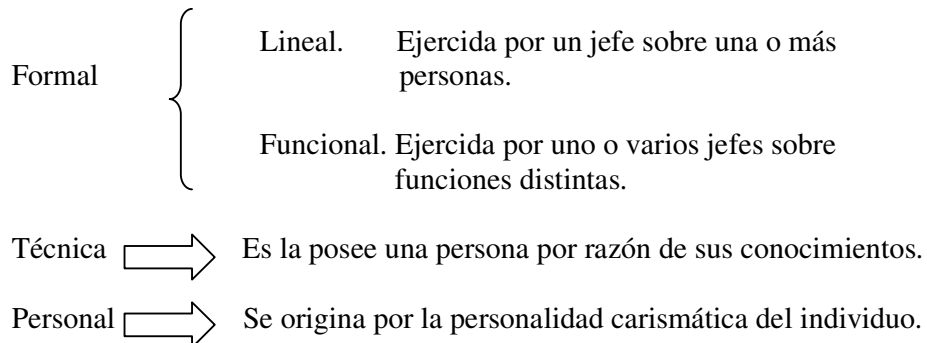 Lineal. Ejercida por un jefe sobre una o más
Formal
personas.
Funcional. Ejercida por uno o varios jefes sobre
funciones distintas.
Técnica Es la posee una persona por razón de sus conocimientos.
Personal Se origina por la personalidad carismática del individuo.